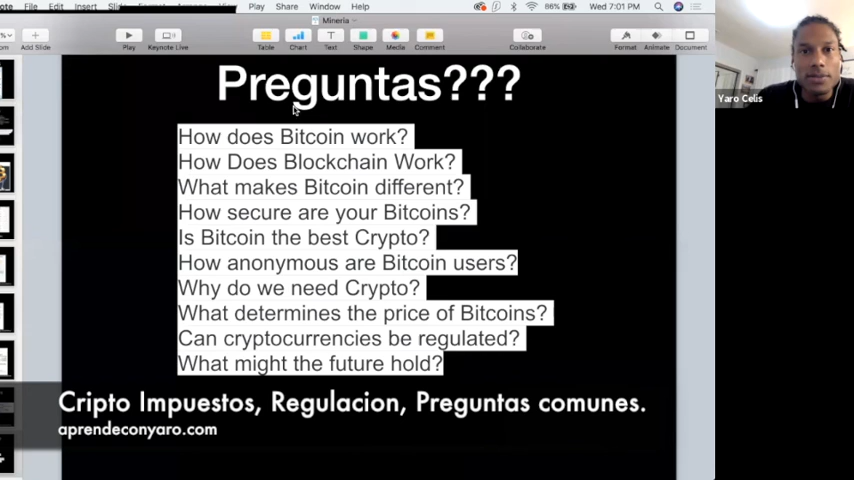 ote File Edit Insert Slide Play Share Window Help 86% Wed 7:01 PM
Mineria
Add Slide Play Keynote Live Table Chart Text Shape Media Comment Collaborate Format Animate Document
Preguntas???
Yaro Celis
How does Bitcoin work?
How Does Blockchain Work?
What makes Bitcoin different?
How secure are your Bitcoins?
Is Bitcoin the best Crypto?
How anonymous are Bitcoin users?
Why do we need Crypto?
What determines the price of Bitcoins?
Can cryptocurrencies be regulated?
What might the future hold?
Cripto Impuestos, Regulacion, Preguntas comunes.
aprendeconyaro.com